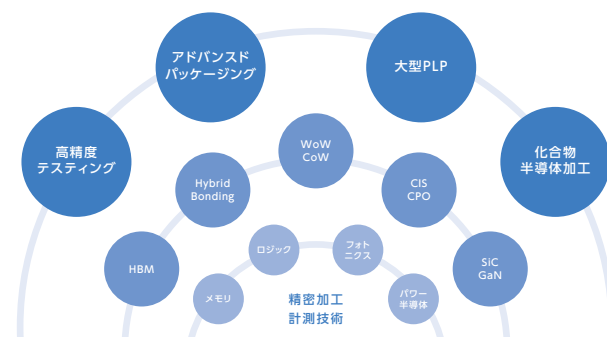 アドバンスド
パッケージング
大型PLP
高精度
テスティング
化合物
半導体加工
WoW
CoW
Hybrid
Bonding
CIS
CPO
HBM
SiC
GaN
ロジック
フォト
ニクス
メモリ
パワー
半導体
精密加工
計測技術